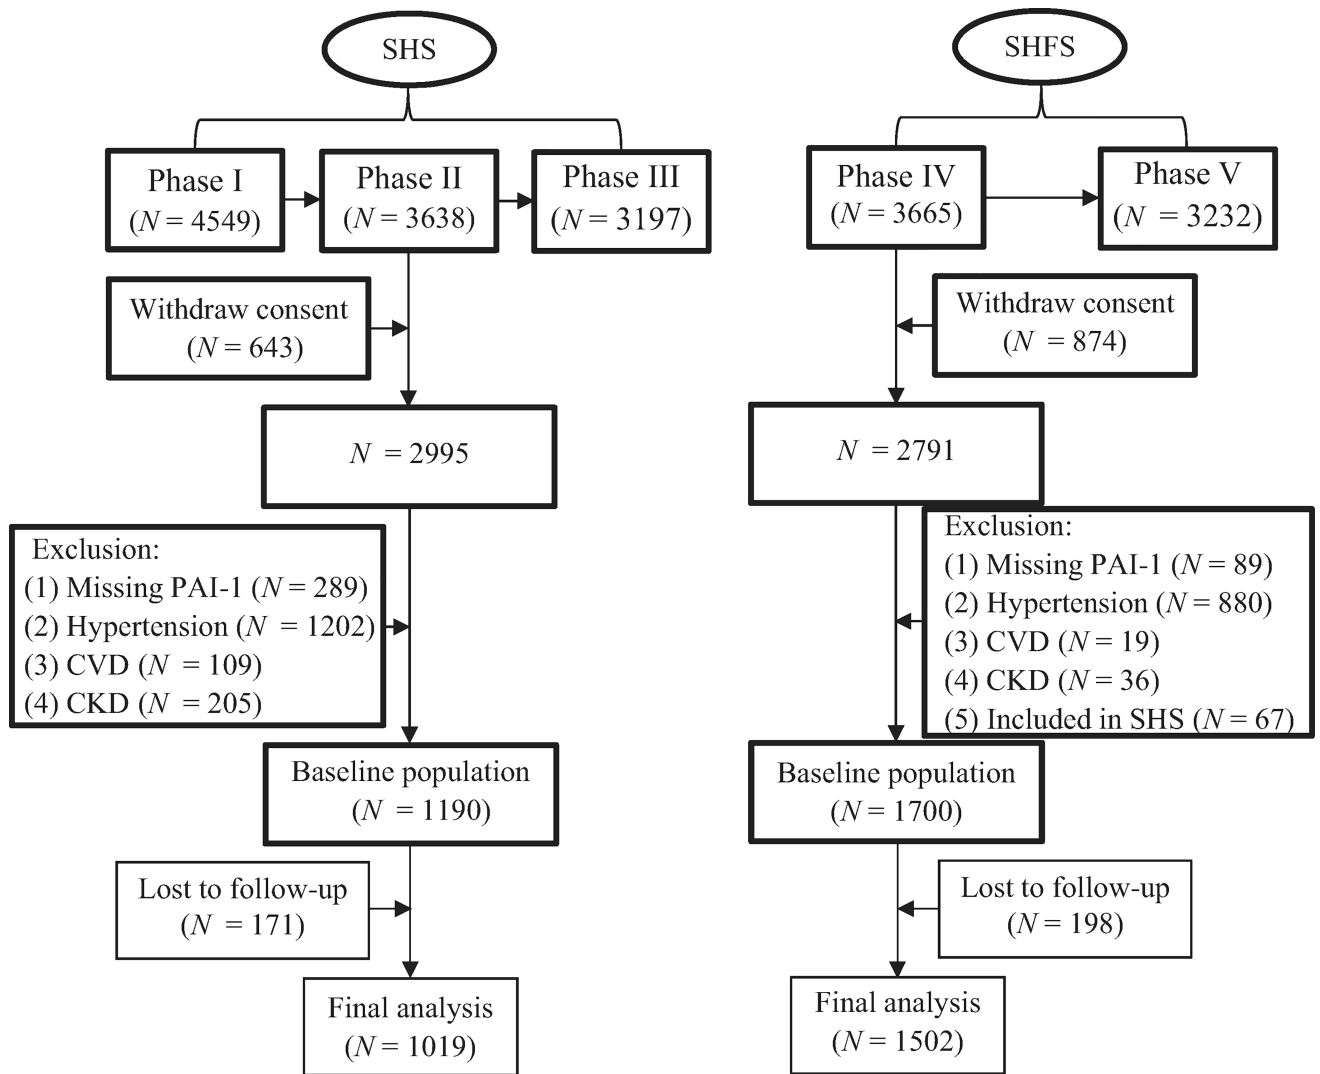 SHS
Phase I
(N = 4549)
Phase II
(N = 3638)
Phase III
(N = 3197)
Withdraw consent
(N = 643)
N = 2995
Exclusion:
(1) Missing PAI-1 (N = 289)
(2) Hypertension (N = 1202)
(3) CVD (N = 109)
(4) CKD (N = 205)
Baseline population
(N = 1190)
Lost to follow-up
(N = 171)
Final analysis
(N = 1019)
SHFS
Phase IV
(N = 3665)
Phase V
(N = 3232)
Withdraw consent
(N = 874)
N = 2791
Exclusion:
(1) Missing PAI-1 (N = 89)
(2) Hypertension (N = 880)
(3) CVD (N = 19)
(4) CKD (N = 36)
(5) Included in SHS (N = 67)
Baseline population
(N = 1700)
Lost to follow-up
(N = 198)
Final analysis
(N = 1502)